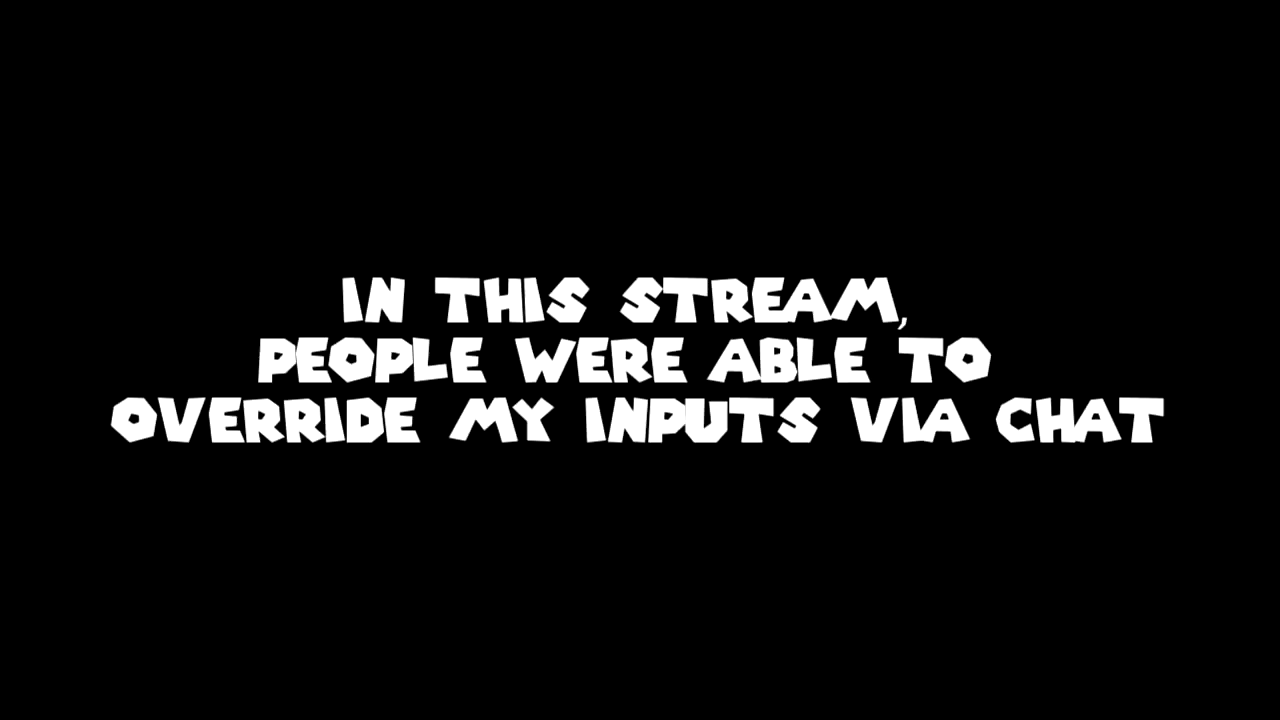 IN THIS STREAM,
PEOPLE WERE ABLE TO
OVERRIDE MY INPUTS VIA CHAT